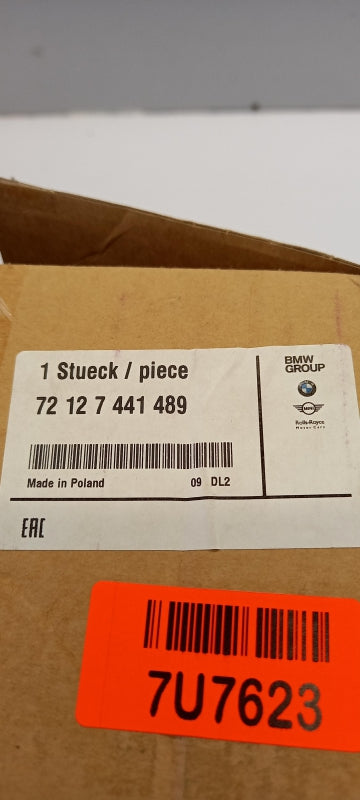 1 Stueck / piece
72 12 7 441 489
Made in Poland 09 DL2
BMW
GROUP
MINI
Rolls-Royce
Motor Cars
EAC
7U7623